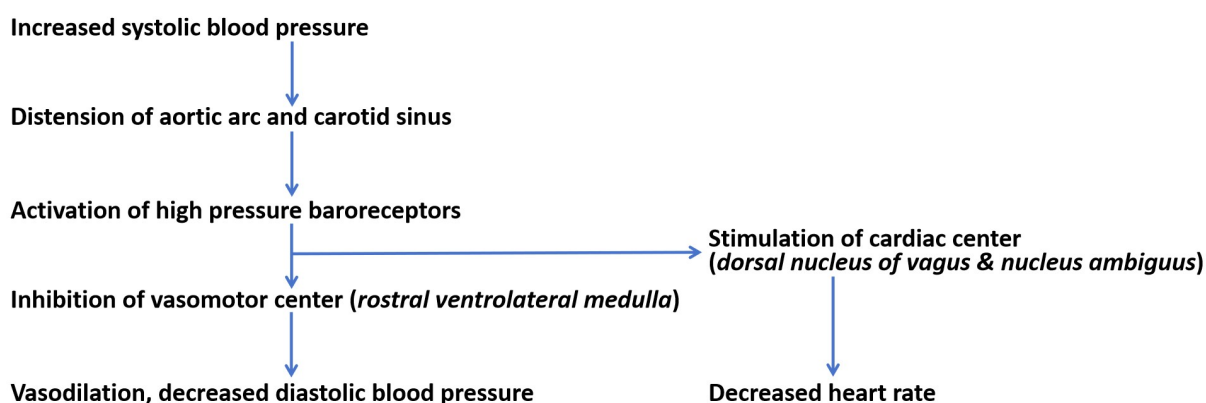 Increased systolic blood pressure
Distension of aortic arc and carotid sinus
Activation of high pressure baroreceptors
Stimulation of cardiac center
(dorsal nucleus of vagus & nucleus ambiguus)
Inhibition of vasomotor center (rostral ventrolateral medulla)
Vasodilation, decreased diastolic blood pressure
Decreased heart rate